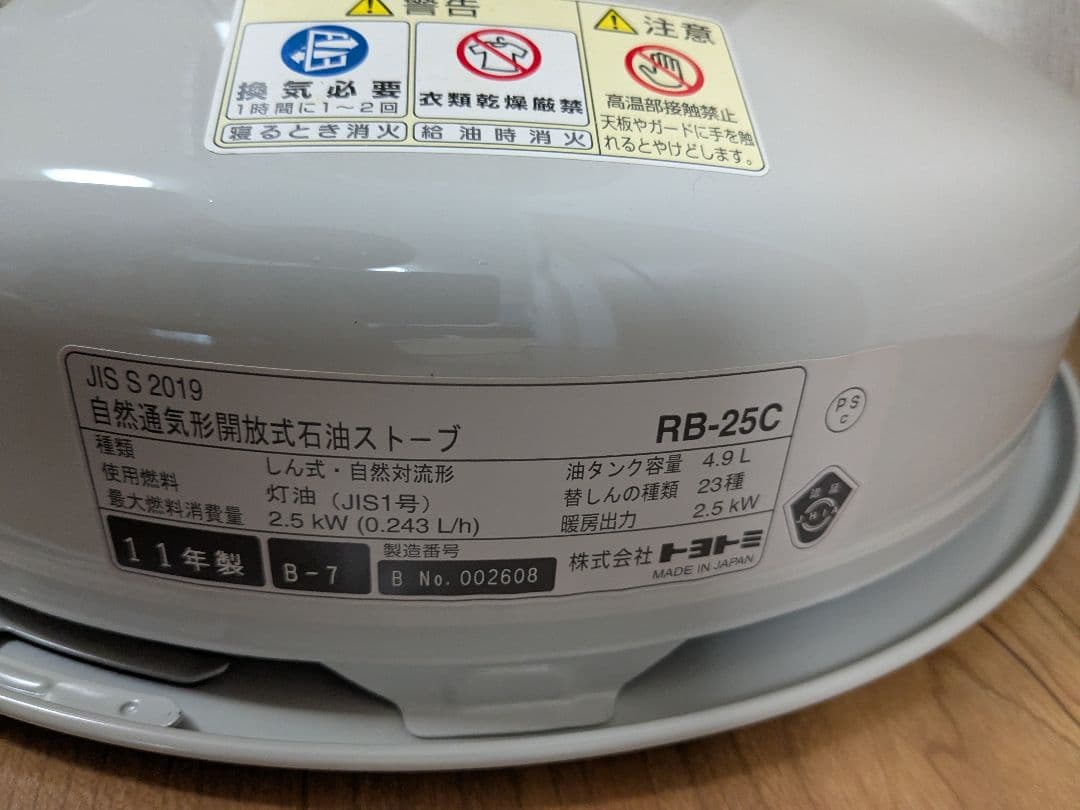 警告
換気必要
1時間に1〜2回
衣類乾燥厳禁
寝るとき消火
給油時消火
注意
高温部接触禁止
天板やガードに手を触
れるとやけどします。
JIS S 2019
自然通気形開放式石油ストーブ
RB-25C
種類 しん式・自然対流形
使用燃料 灯油（JIS1号）
最大燃料消費量 2.5 kW (0.243 L/h)
油タンク容量 4.9 L
替しんの種類 23種
暖房出力 2.5 kW
11年製
B-7
製造番号
B No. 002608
株式会社 トヨトミ
MADE IN JAPAN
PS
C